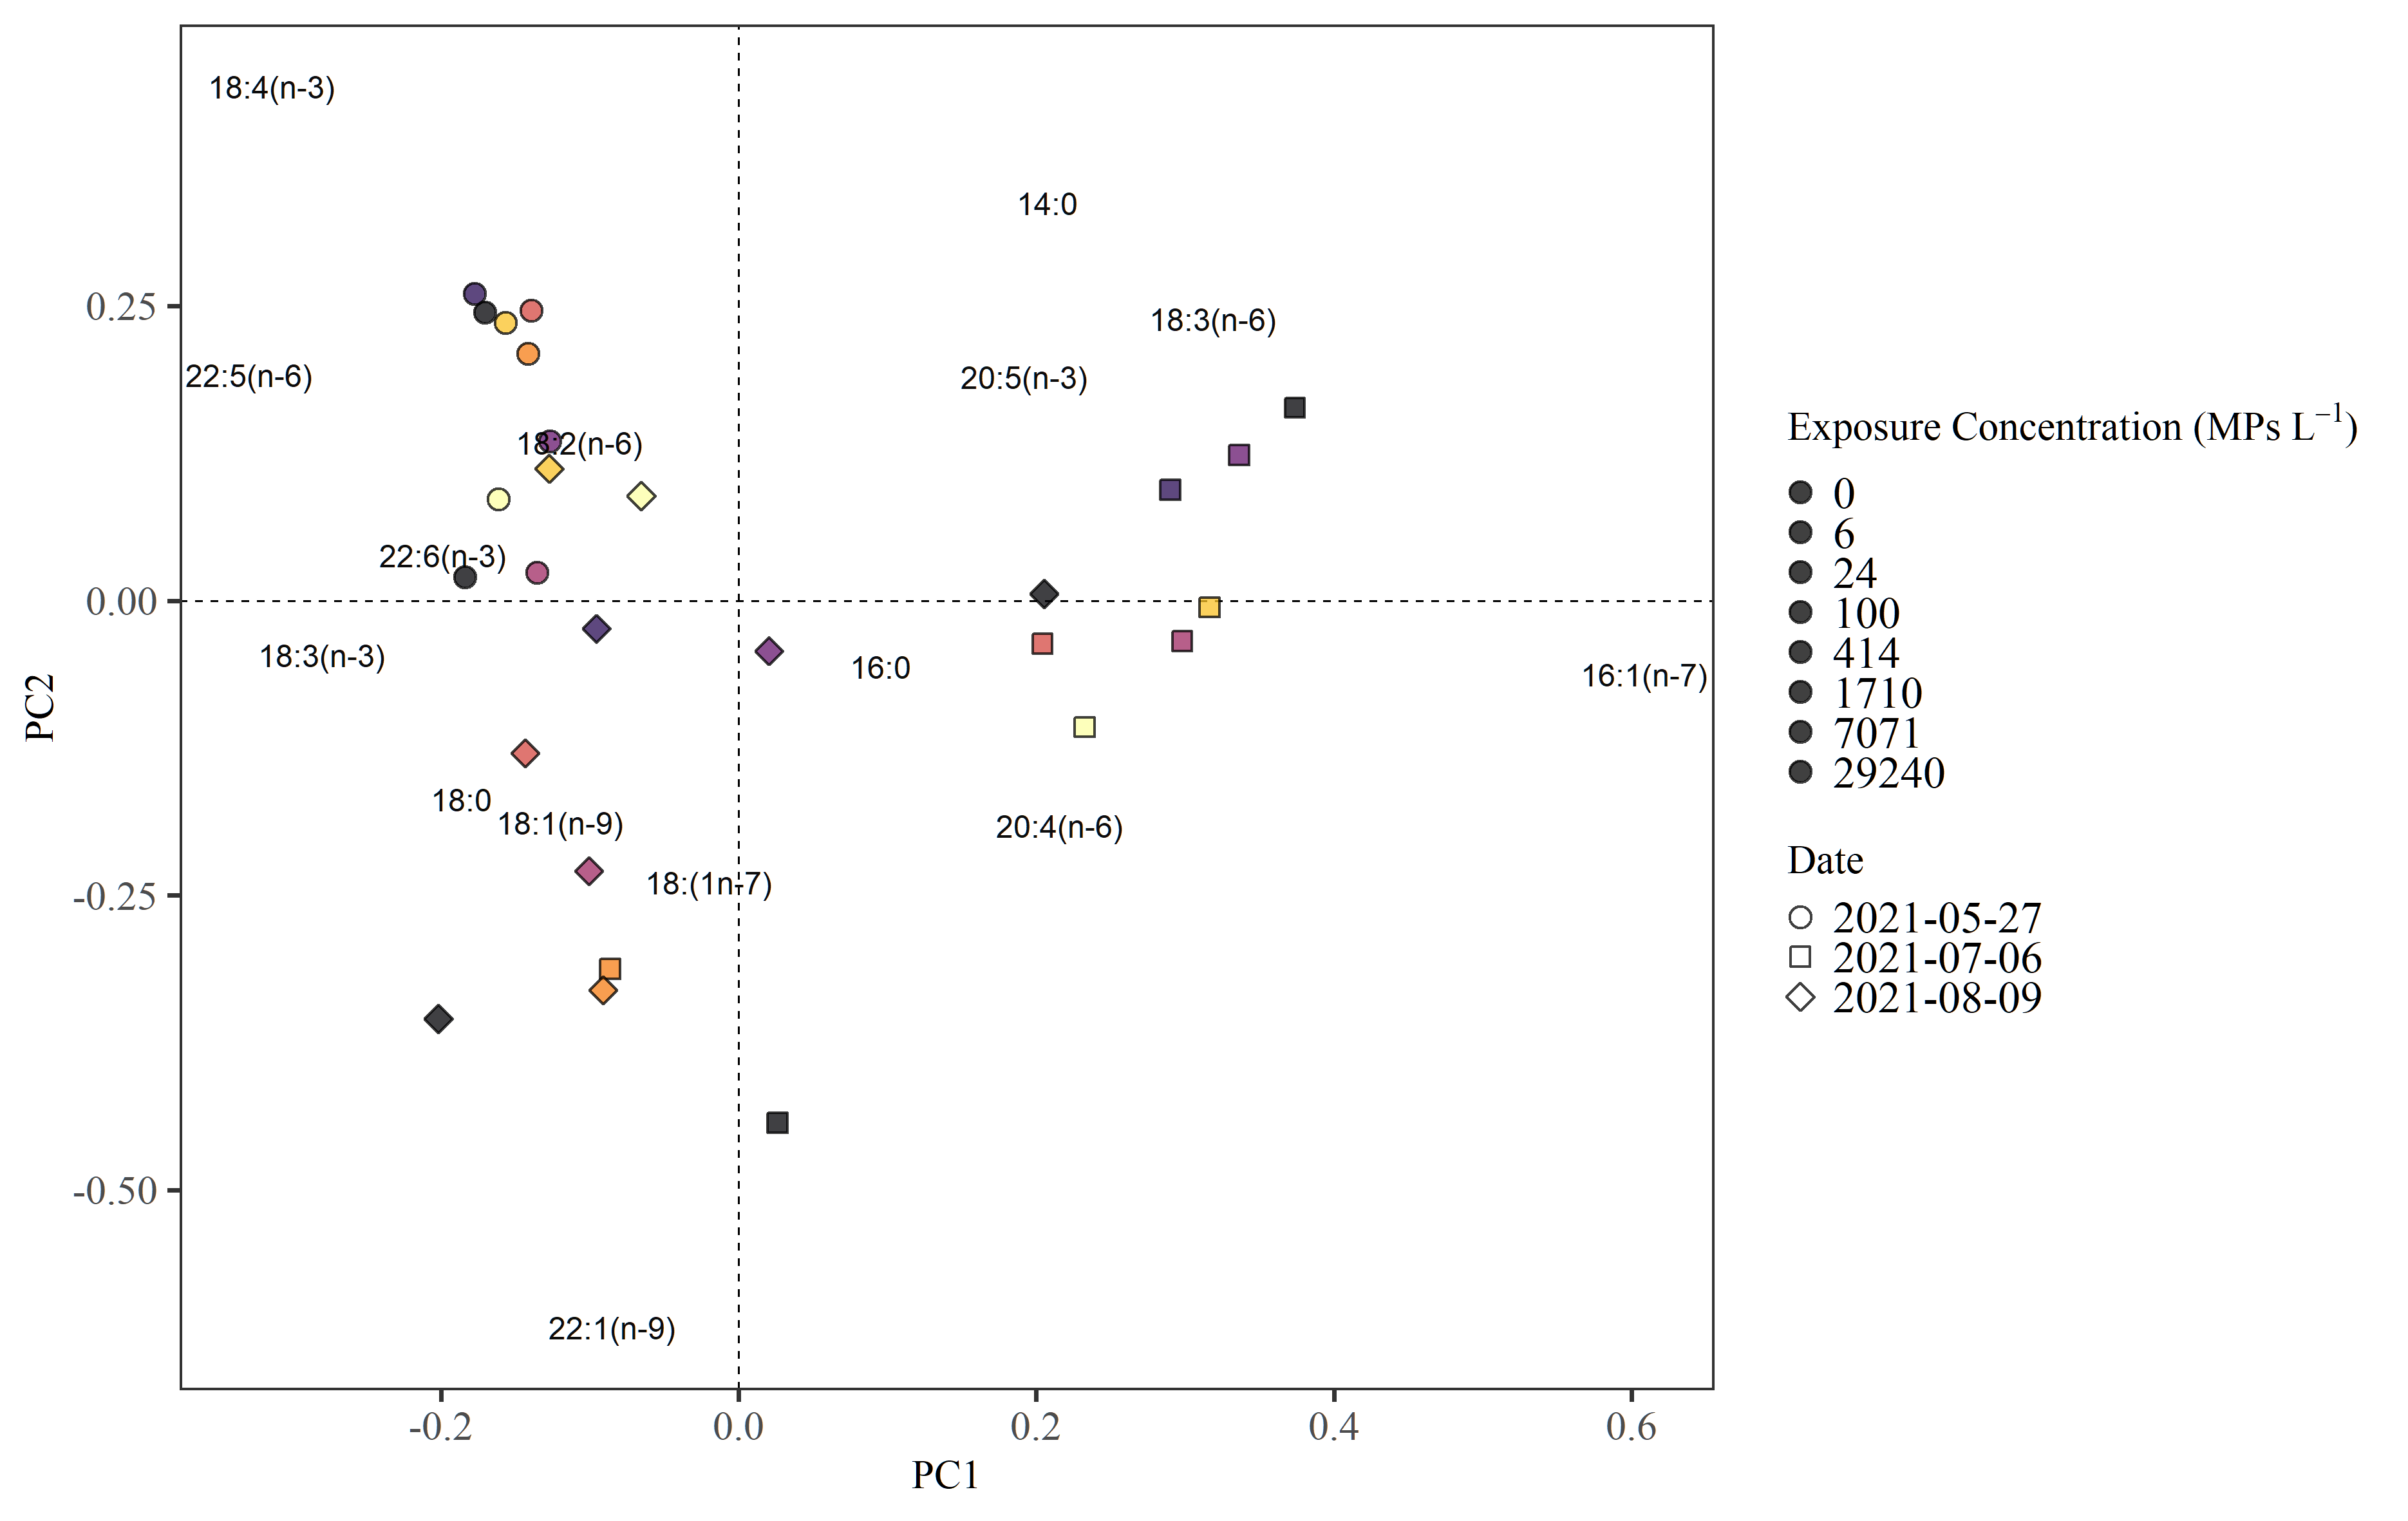 18:4(n-3)
14:0
18:3(n-6)
20:5(n-3)
22:5(n-6)
18:2(n-6)
22:6(n-3)
18:3(n-3)
16:0
16:1(n-7)
18:0
18:1(n-9)
20:4(n-6)
18:(1n-7)
22:1(n-9)
0.25
0.00
-0.25
-0.50
PC2
-0.2
0.0
0.2
0.4
0.6
PC1
Exposure Concentration (MPs L⁻¹)
0
6
24
100
414
1710
7071
29240
Date
2021-05-27
2021-07-06
2021-08-09